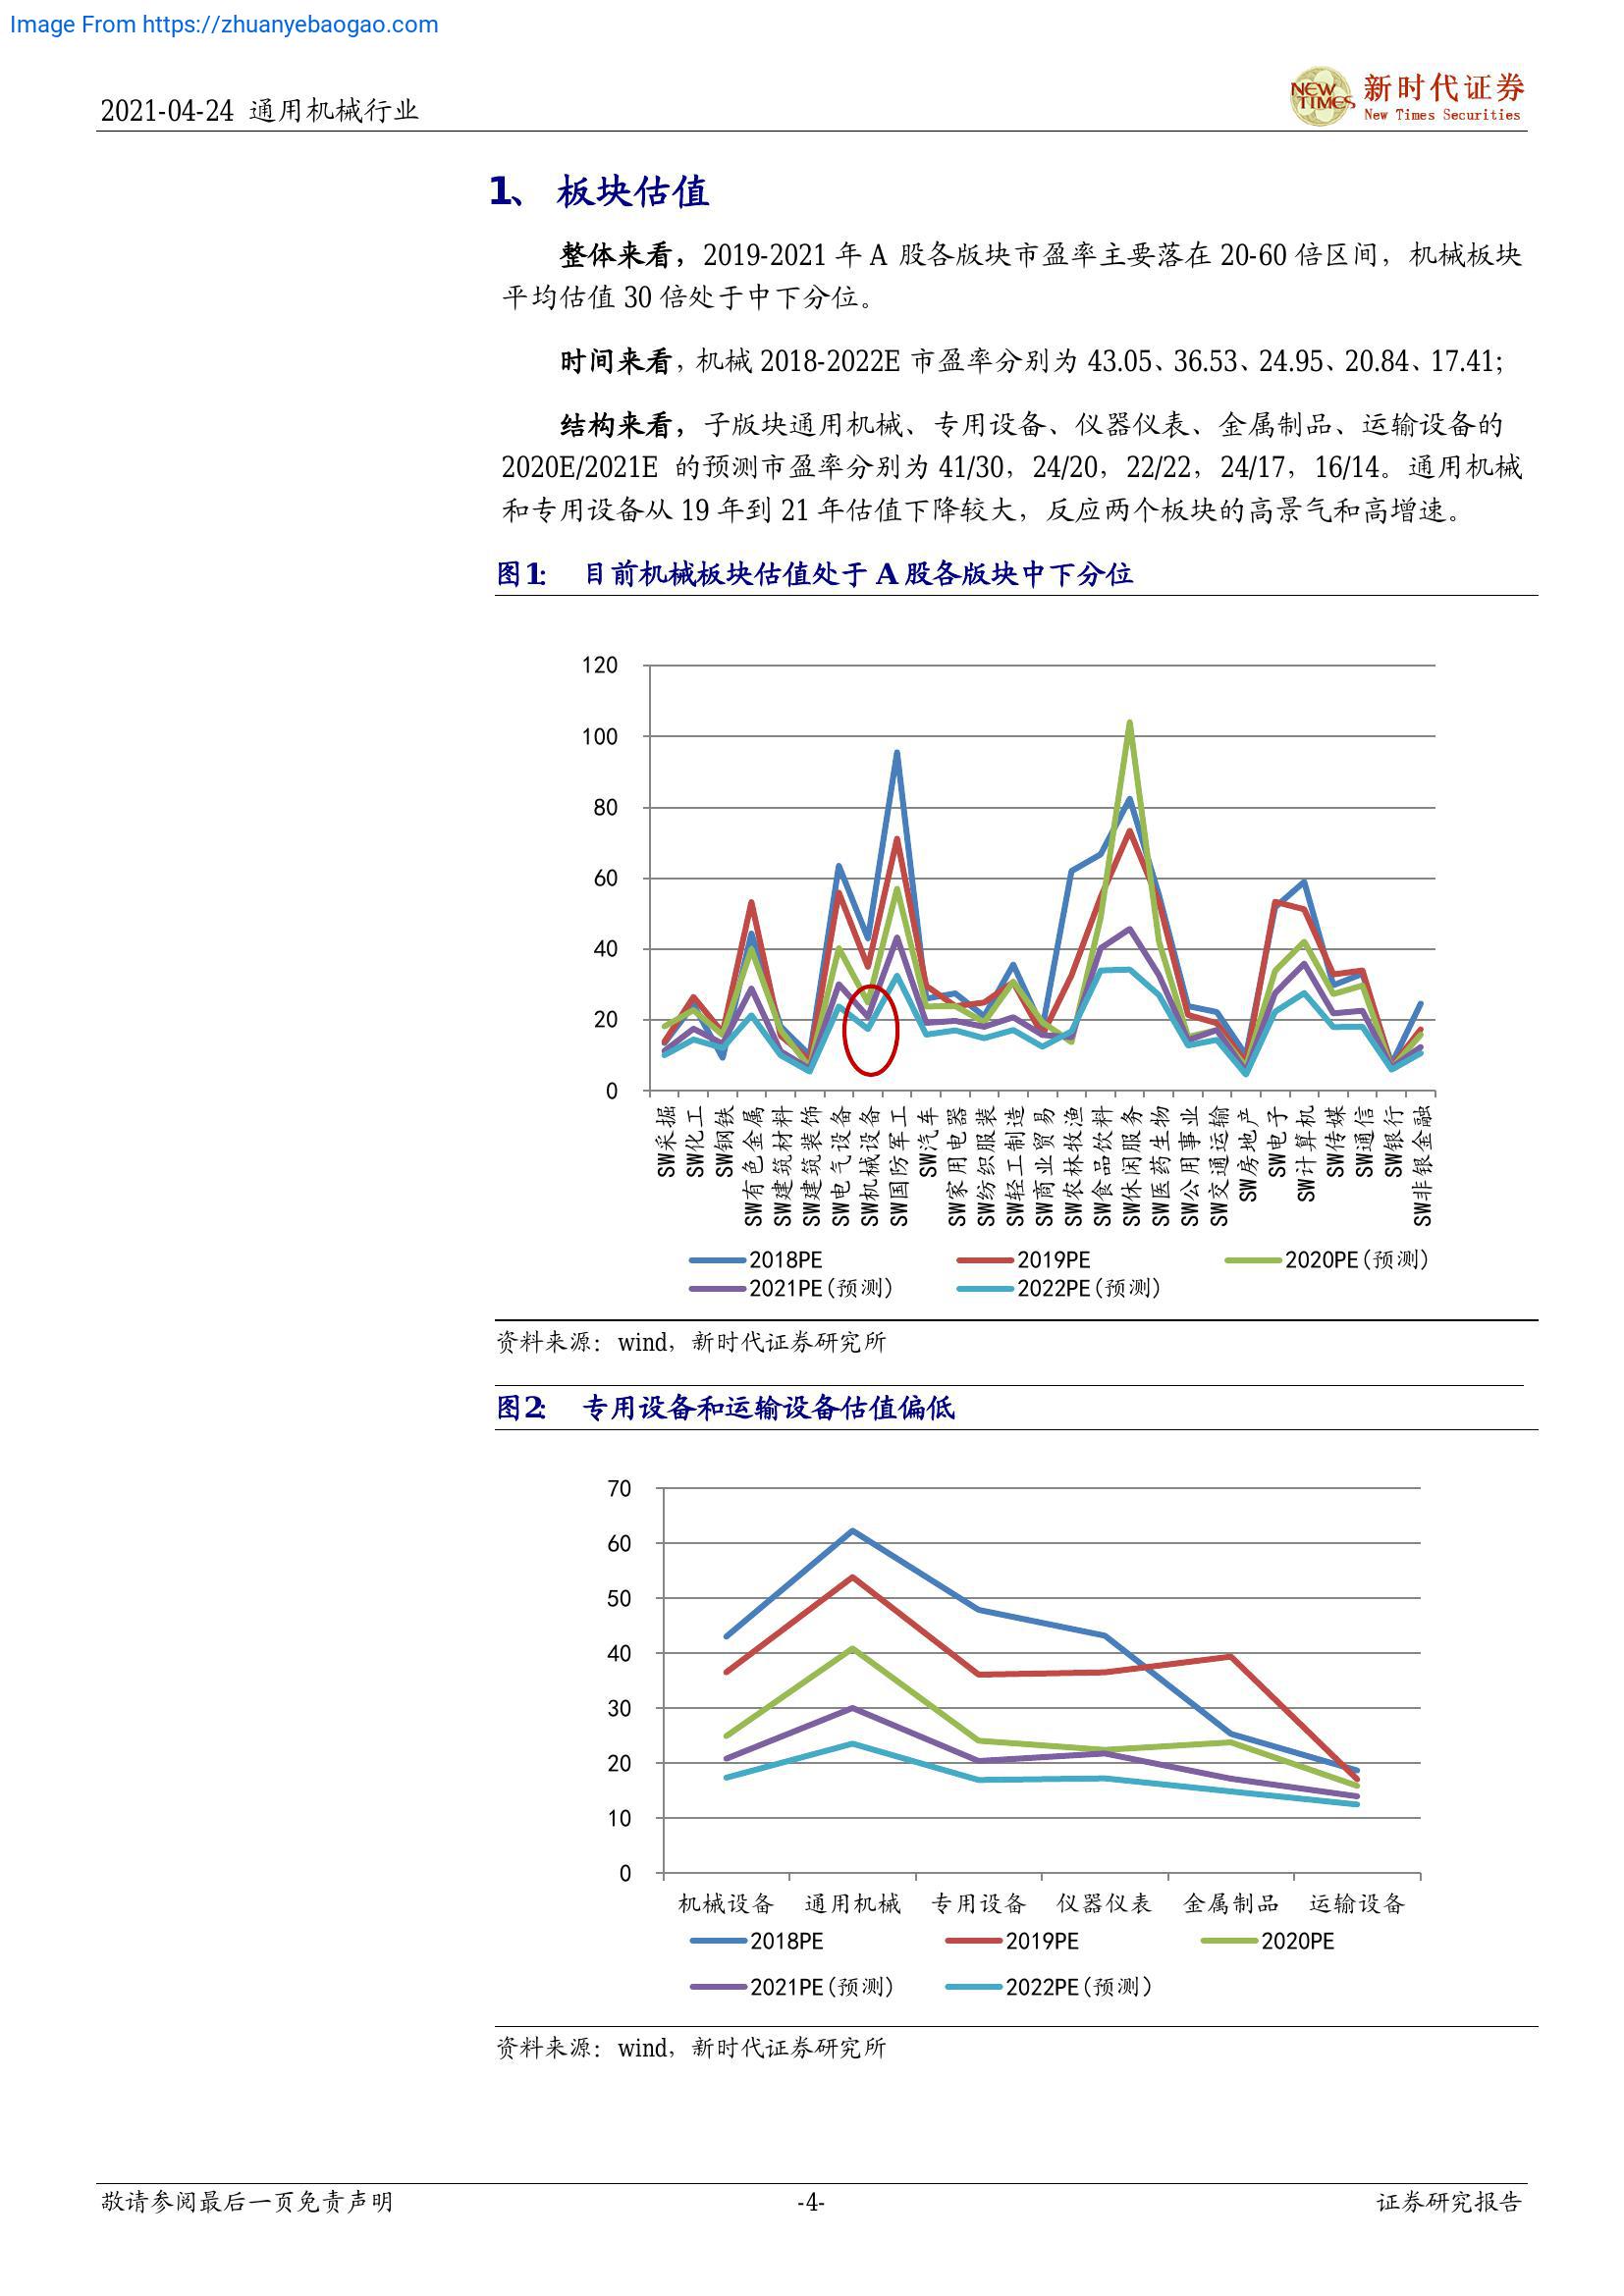 Image From https://zhuanyebaogao.com
2021-04-24 通用机械行业
NEW TIMES
新时代证券
New Times Securities
1、 板块估值
整体来看，2019-2021 年 A 股各版块市盈率主要落在 20-60 倍区间，机械板块
平均估值 30 倍处于中下分位。
时间来看，机械 2018-2022E 市盈率分别为 43.05、36.53、24.95、20.84、17.41；
结构来看，子版块通用机械、专用设备、仪器仪表、金属制品、运输设备的
2020E/2021E 的预测市盈率分别为 41/30，24/20，22/22，24/17，16/14。通用机械
和专用设备从 19 年到 21 年估值下降较大，反应两个板块的高景气和高增速。
图1: 目前机械板块估值处于 A 股各版块中下分位
120
100
80
60
40
20
0
SW采掘
SW化工
SW钢铁
SW有色金属
SW建筑材料
SW建筑装饰
SW电气设备
SW机械设备
SW国防军工
SW汽车
SW家用电器
SW纺织服装
SW轻工制造
SW商业贸易
SW农林牧渔
SW食品饮料
SW休闲服务
SW医药生物
SW公用事业
SW交通运输
SW房地产
SW电子
SW计算机
SW传媒
SW通信
SW银行
SW非银金融
2018PE 2019PE 2020PE(预测)
2021PE(预测) 2022PE(预测)
资料来源：wind，新时代证券研究所
图2: 专用设备和运输设备估值偏低
70
60
50
40
30
20
10
0
机械设备 通用机械 专用设备 仪器仪表 金属制品 运输设备
2018PE 2019PE 2020PE
2021PE(预测) 2022PE(预测)
资料来源：wind，新时代证券研究所
敬请参阅最后一页免责声明 -4- 证券研究报告